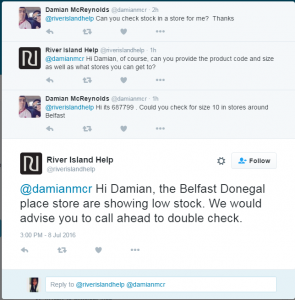 Damian McReynolds @damianmcr 2h
@riverislandhelp Can you check stock in a store for me? Thanks
River Island Help @riverislandhelp 1h
@damianmcr Hi Damian, of course, can you provide the product code and size
as well as what stores you can get to?
Damian McReynolds @damianmcr 1h
@riverislandhelp Hi its 687799 . Could you check for size 10 in stores around
Belfast
River Island Help
@riverislandhelp
Follow
@damianmcr Hi Damian, the Belfast Donegal
place store are showing low stock. We would
advise you to call ahead to double check.
3:00 PM - 8 Jul 2016
Reply to @riverislandhelp @damianmcr